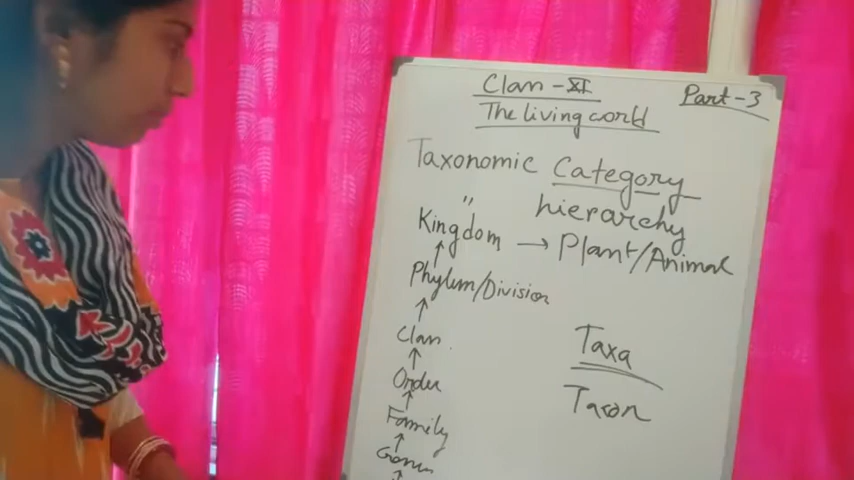 Class - XI
Part-3
The living world
Taxonomic Category
" hierarchy
Kingdom → Plant/Animal
↑
Phylum/Division
↑
Class
↑
Order
↑
Family
↑
Genus
↑
Taxa
Taxon